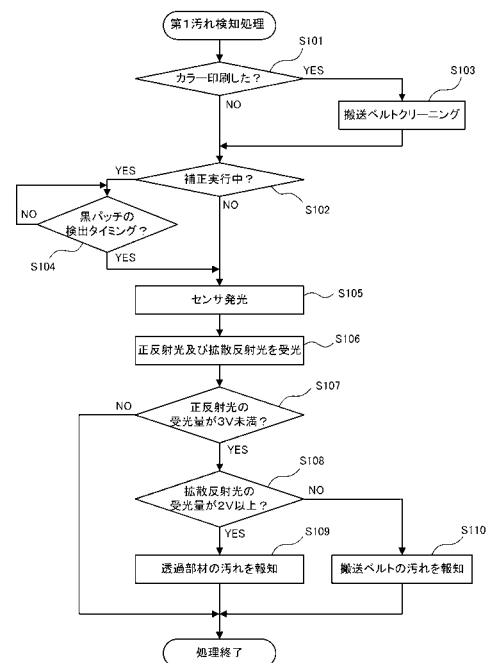 第1汚れ検知処理
S101
カラー印刷した?
YES
S103
NO
搬送ベルトクリーニング
YES
補正実行中?
S102
NO
NO
黒パッチの
検出タイミング?
S104
YES
センサ発光
S105
正反射光及び拡散反射光を受光
S106
S107
NO
正反射光の
受光量が3V未満?
YES
S108
拡散反射光の
受光量が2V以上?
NO
YES
S109
S110
透過部材の汚れを報知
搬送ベルトの汚れを報知
処理終了